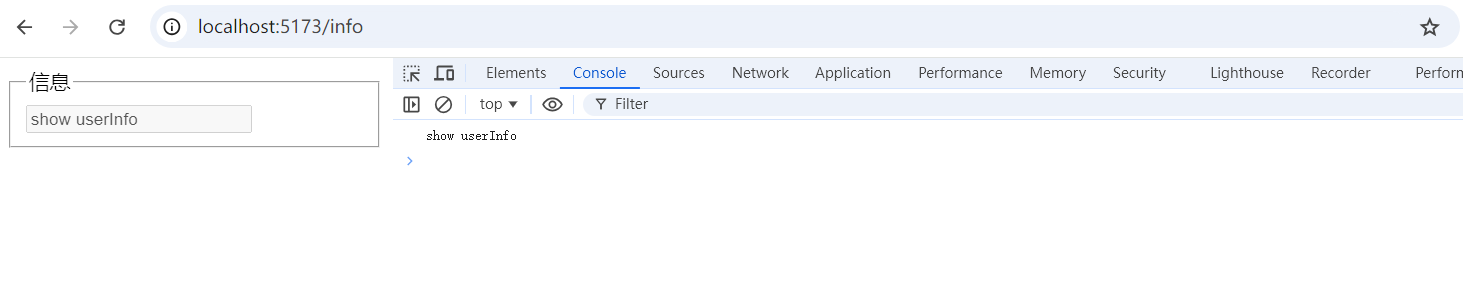 localhost:5173/info
信息
show userInfo
Elements Console Sources Network Application Performance Memory Security Lighthouse Recorder Perform
top ▼ Filter
show userInfo